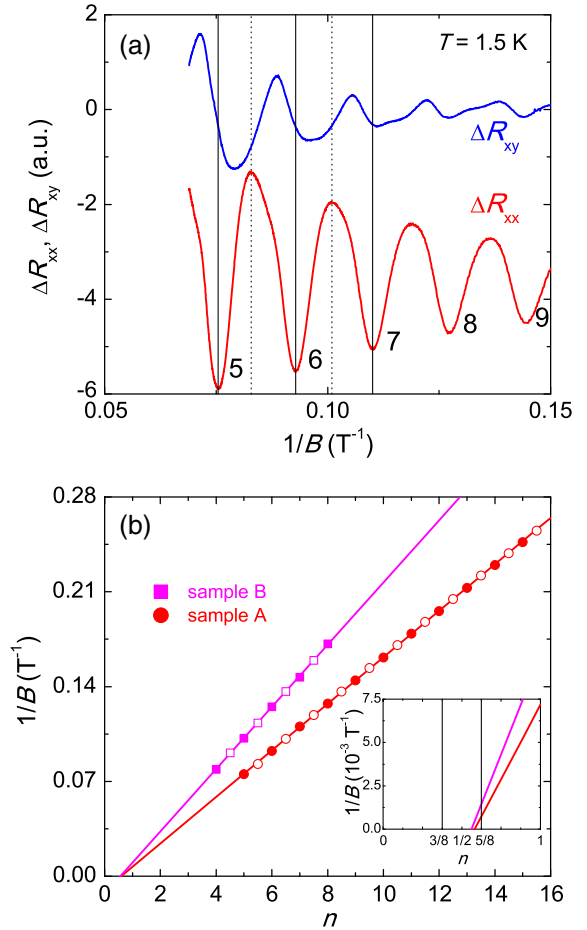 (a)
T = 1.5 K
2
0
-2
-4
-6
ΔRxx, ΔRxy (a.u.)
ΔRxy
ΔRxx
5
6
7
8
9
0.05
0.10
0.15
1/B (T⁻¹)
(b)
0.28
0.21
0.14
0.07
0.00
1/B (T⁻¹)
sample B
sample A
7.5
5.0
2.5
0.0
1/B (10⁻³ T⁻¹)
0
3/8
1/2
5/8
1
n
0
2
4
6
8
10
12
14
16
n